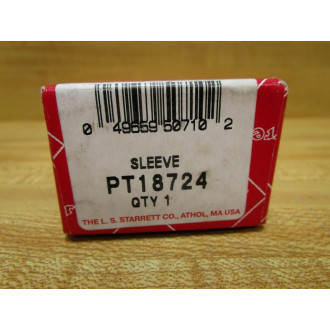 0 49659 50710 2
SLEEVE
PT18724
QTY 1
THE L. S. STARRETT CO., ATHOL, MA USA